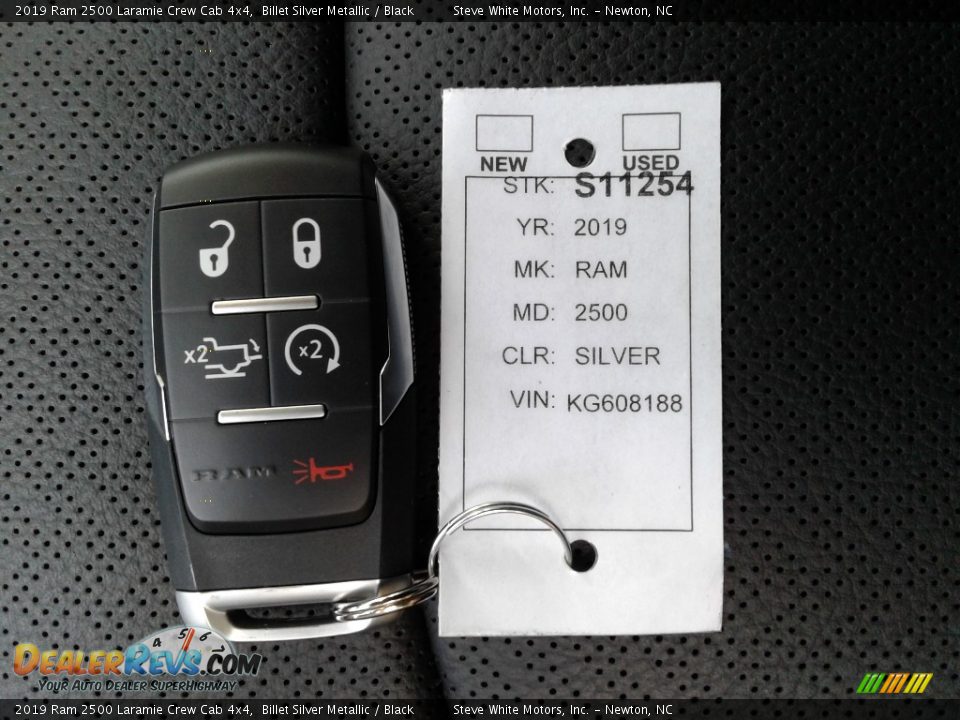 2019 Ram 2500 Laramie Crew Cab 4x4, Billet Silver Metallic / Black Steve White Motors, Inc. - Newton, NC
NEW USED
STK: S11254
YR: 2019
MK: RAM
MD: 2500
CLR: SILVER
VIN: KG608188
x2 x2
RAM
4 5 6
DEALERREVS.COM
YOUR AUTO DEALER SUPERHIGHWAY
2019 Ram 2500 Laramie Crew Cab 4x4, Billet Silver Metallic / Black Steve White Motors, Inc. - Newton, NC